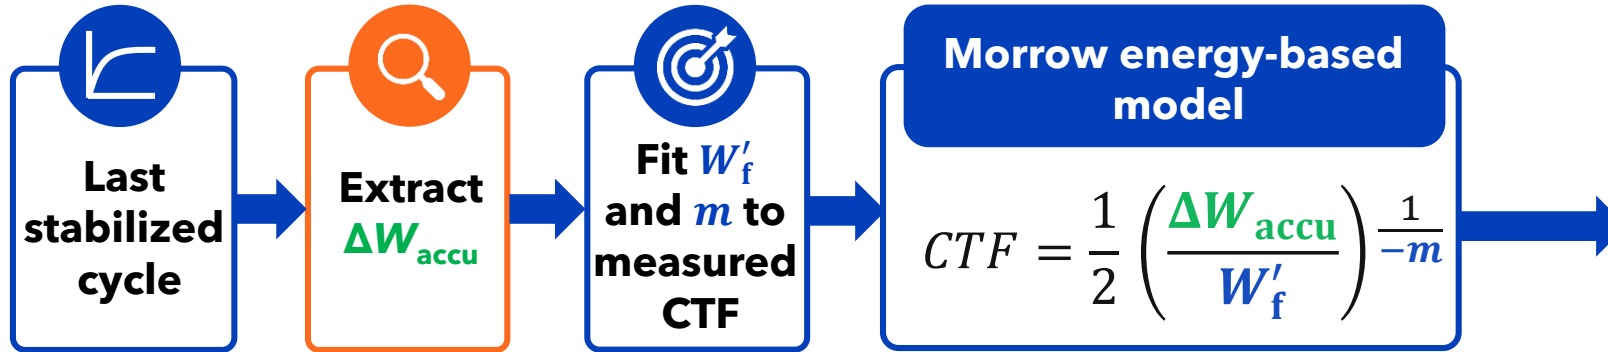 Last
stabilized
cycle
Extract
ΔW_accu
Fit W′_f
and m to
measured
CTF
Morrow energy-based
model
CTF = 1/2 (ΔW_accu / W′_f)^(1/−m)